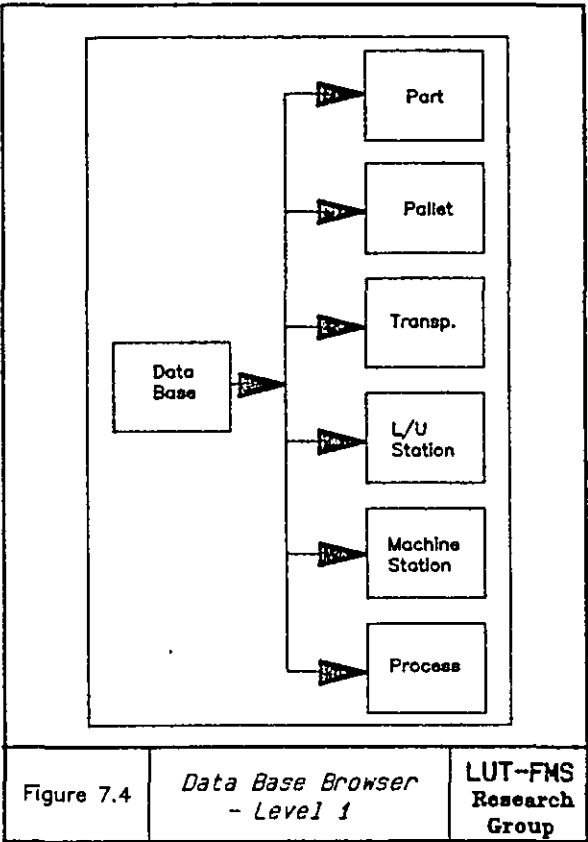 Part
Pallet
Transp.
Data
Base
L/U
Station
Machine
Station
Process
Figure 7.4
Data Base Browser
- Level 1
LUT-FMS
Research
Group